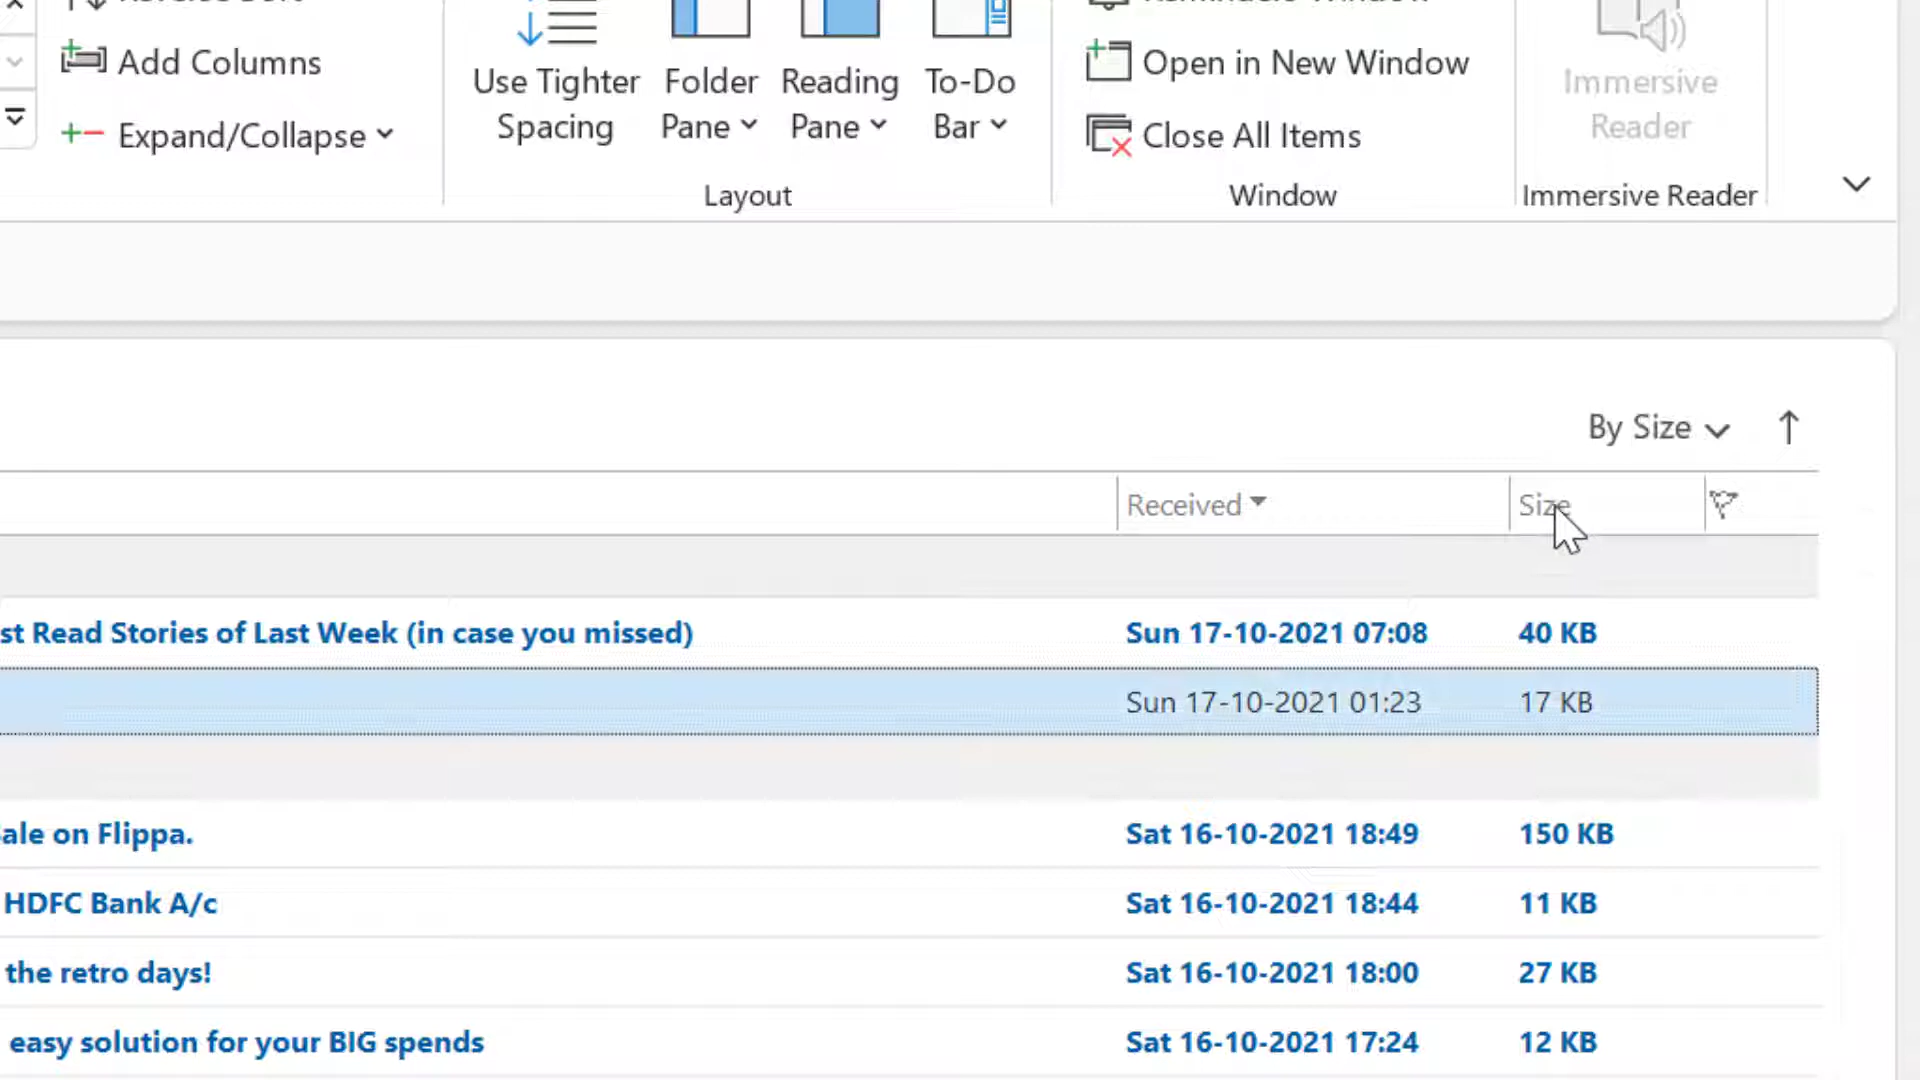 Add Columns
Expand/Collapse
Use Tighter
Spacing
Folder
Pane
Reading
Pane
To-Do
Bar
Layout
Open in New Window
Close All Items
Window
Immersive
Reader
Immersive Reader
By Size
Received Size
st Read Stories of Last Week (in case you missed) Sun 17-10-2021 07:08 40 KB
Sun 17-10-2021 01:23 17 KB
ale on Flippa. Sat 16-10-2021 18:49 150 KB
HDFC Bank A/c Sat 16-10-2021 18:44 11 KB
the retro days! Sat 16-10-2021 18:00 27 KB
easy solution for your BIG spends Sat 16-10-2021 17:24 12 KB